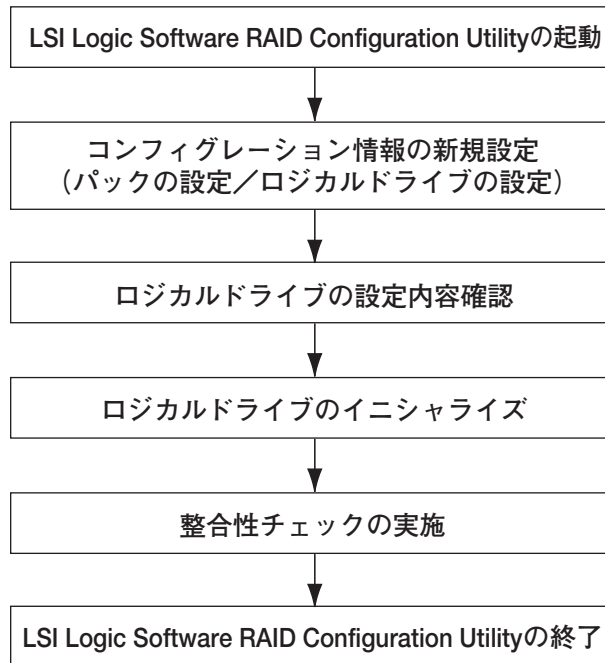 LSI Logic Software RAID Configuration Utilityの起動
コンフィグレーション情報の新規設定
（パックの設定／ロジカルドライブの設定）
ロジカルドライブの設定内容確認
ロジカルドライブのイニシャライズ
整合性チェックの実施
LSI Logic Software RAID Configuration Utilityの終了